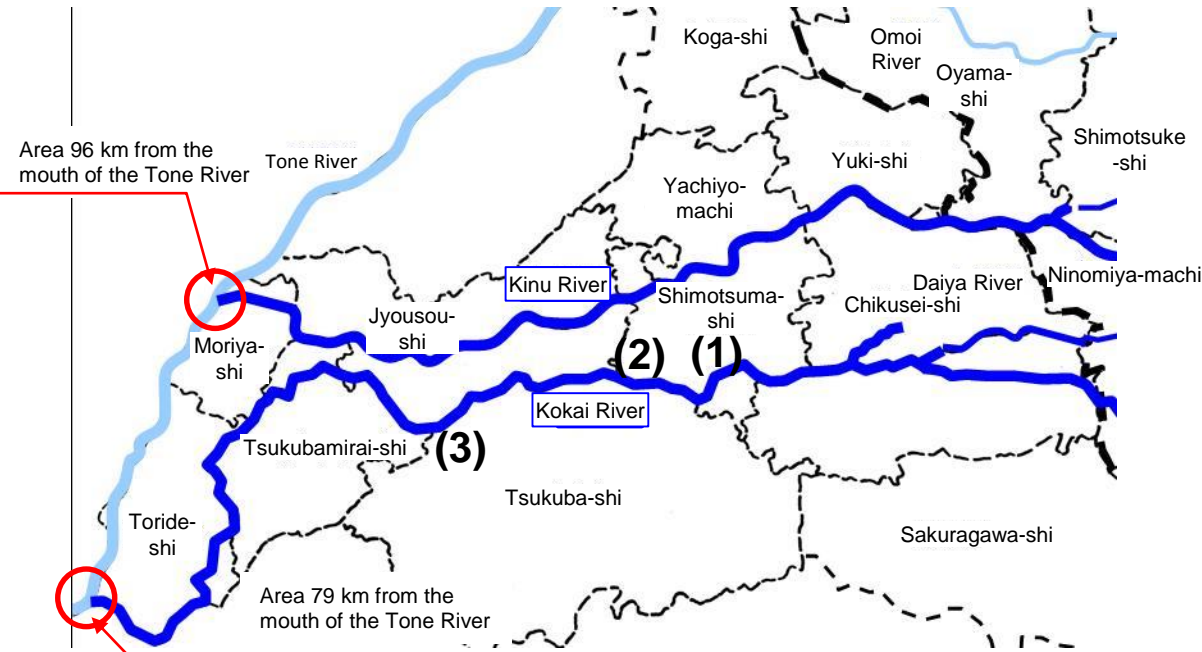 Koga-shi
Omoi
River
Oyama-
shi
Area 96 km from the
mouth of the Tone River
Tone River
Shimotsuke
-shi
Yuki-shi
Yachiyo-
machi
Kinu River
Shimotsuma-
shi
Daiya River
Ninomiya-machi
Chikusei-shi
Jyousou-
shi
Moriya-
shi
(2)
(1)
Kokai River
Tsukubamirai-shi
(3)
Tsukuba-shi
Toride-
shi
Sakuragawa-shi
Area 79 km from the
mouth of the Tone River